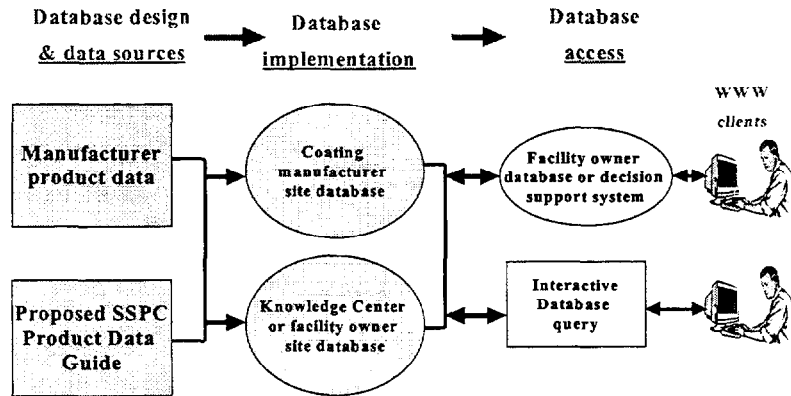 Database design
& data sources
Database
implementation
Database
access
WWW
clients
Manufacturer
product data
Coating
manufacturer
site database
Facility owner
database or decision
support system
Proposed SSPC
Product Data
Guide
Knowledge Center
or facility owner
site database
Interactive
Database
query